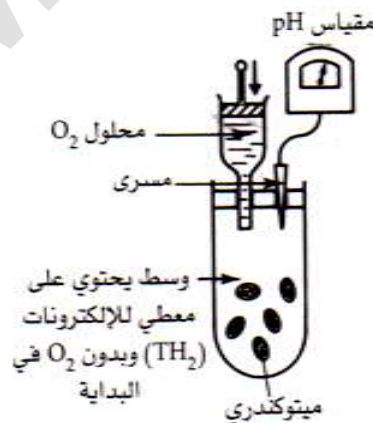 مقياس pH
محلول O₂
مسرى
وسط يحتوي على
معطي للإلكترونات
(TH₂) وبدون O₂ في
البداية
ميتوكندري